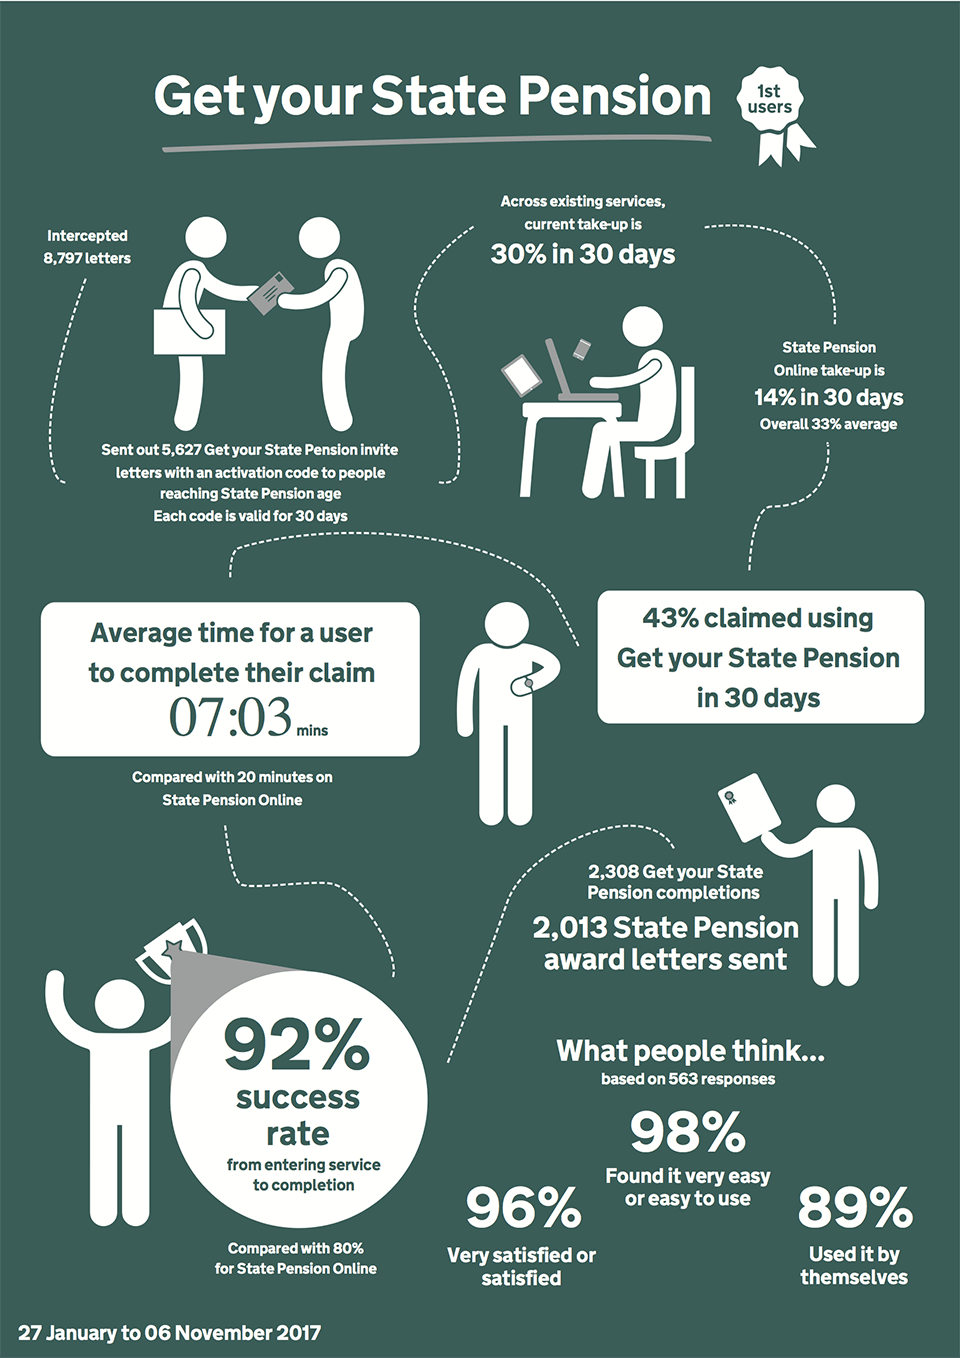 Get your State Pension
1st
users
Intercepted
8,797 letters
Sent out 5,627 Get your State Pension invite
letters with an activation code to people
reaching State Pension age
Each code is valid for 30 days
Across existing services,
current take-up is
30% in 30 days
State Pension
Online take-up is
14% in 30 days
Overall 33% average
43% claimed using
Get your State Pension
in 30 days
Average time for a user
to complete their claim
07:03 mins
Compared with 20 minutes on
State Pension Online
2,308 Get your State
Pension completions
2,013 State Pension
award letters sent
92%
success
rate
from entering service
to completion
Compared with 80%
for State Pension Online
What people think...
based on 563 responses
98%
Found it very easy
or easy to use
96%
Very satisfied or
satisfied
89%
Used it by
themselves
27 January to 06 November 2017